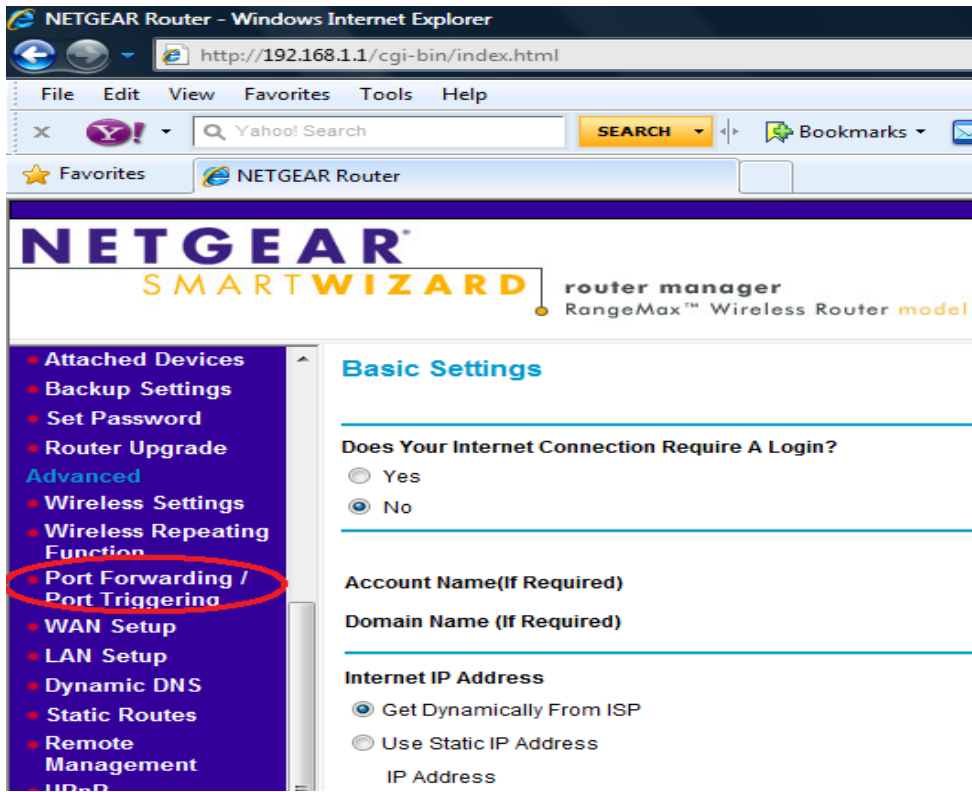 NETGEAR Router - Windows Internet Explorer
http://192.168.1.1/cgi-bin/index.html
File Edit View Favorites Tools Help
x Y! Yahoo! Search SEARCH Bookmarks
Favorites NETGEAR Router
NETGEAR®
SMARTWIZARD router manager
RangeMax™ Wireless Router model
Attached Devices
Backup Settings
Set Password
Router Upgrade
Advanced
Wireless Settings
Wireless Repeating
Function
Port Forwarding /
Port Triggering
WAN Setup
LAN Setup
Dynamic DNS
Static Routes
Remote
Management
UPnP
Basic Settings
Does Your Internet Connection Require A Login?
Yes
No
Account Name(If Required)
Domain Name (If Required)
Internet IP Address
Get Dynamically From ISP
Use Static IP Address
IP Address